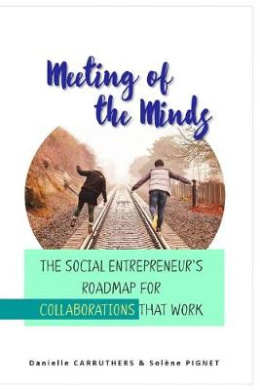 Meeting of
the Minds
THE SOCIAL ENTREPRENEUR'S
ROADMAP FOR
COLLABORATIONS THAT WORK
Danielle CARRUTHERS & Solène PIGNET